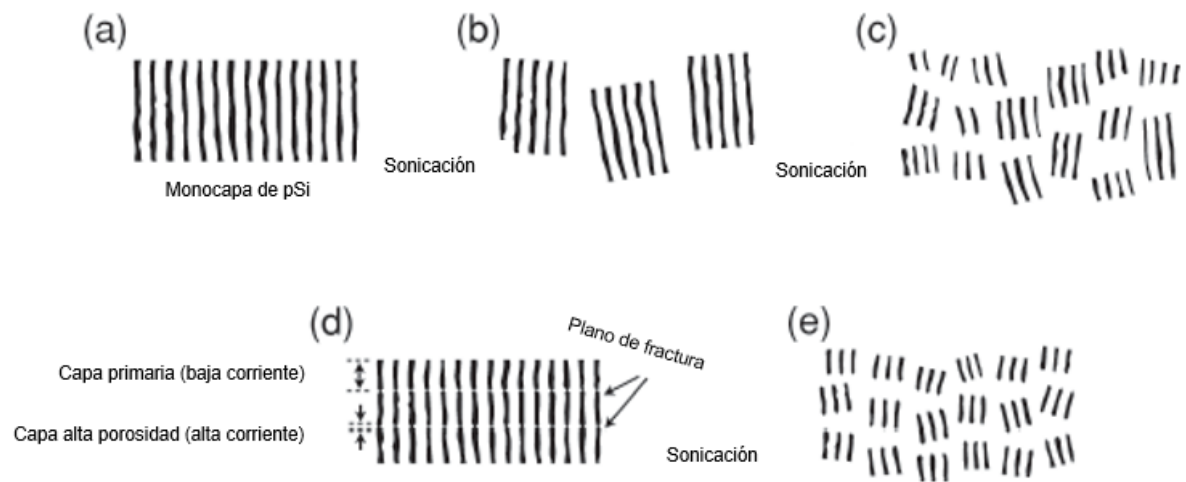 (a)
(b)
(c)
Sonicación
Sonicación
Monocapa de pSi
(d)
(e)
Plano de fractura
Capa primaria (baja corriente)
Capa alta porosidad (alta corriente)
Sonicación